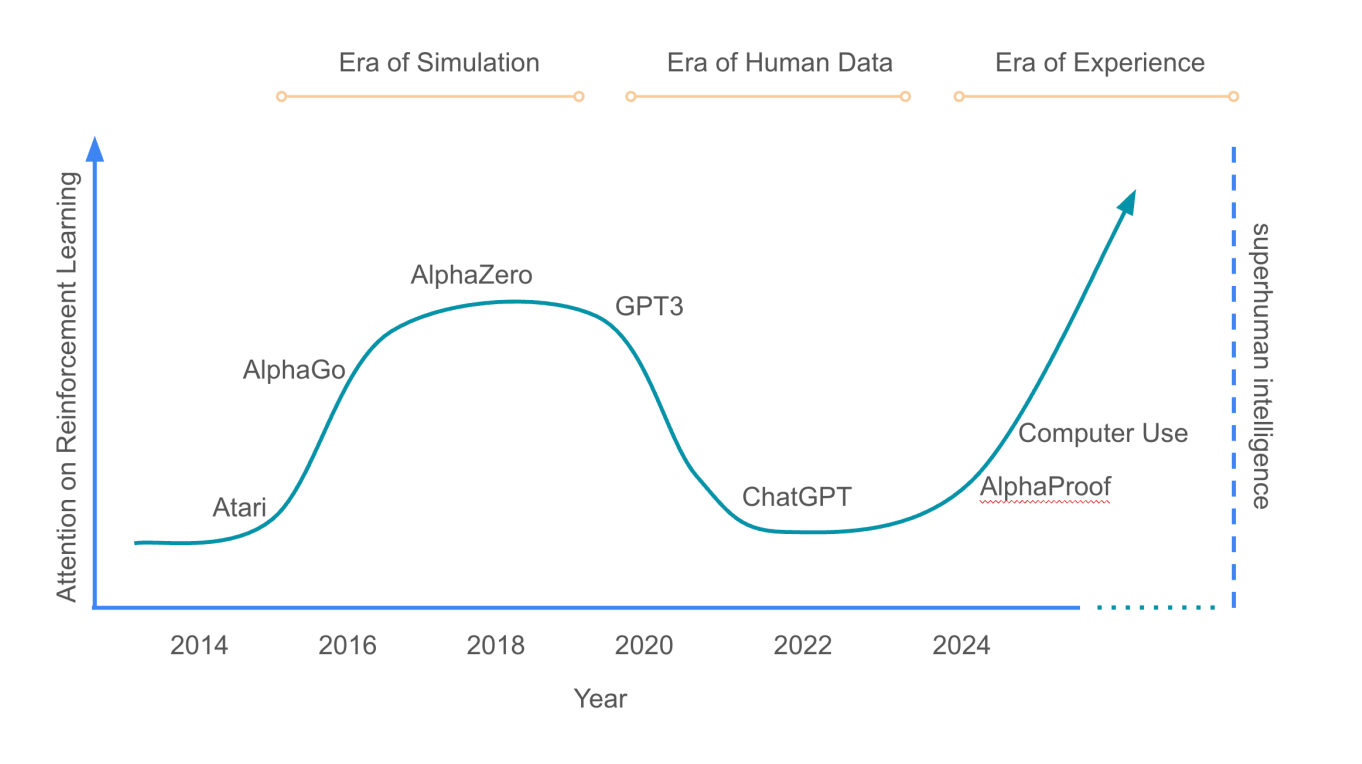 Era of Simulation
Era of Human Data
Era of Experience
Attention on Reinforcement Learning
superhuman intelligence
AlphaZero
GPT3
AlphaGo
Computer Use
AlphaProof
ChatGPT
Atari
2014
2016
2018
2020
2022
2024
Year